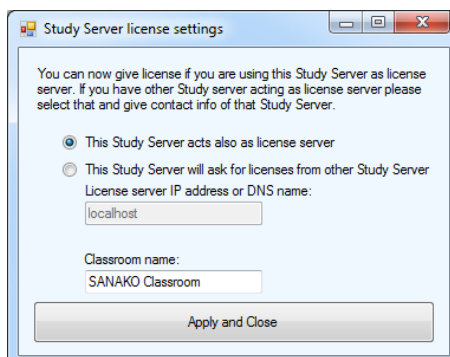 Study Server license settings
You can now give license if you are using this Study Server as license
server. If you have other Study server acting as license server please
select that and give contact info of that Study Server.
This Study Server acts also as license server
This Study Server will ask for licenses from other Study Server
License server IP address or DNS name:
localhost
Classroom name:
SANAKO Classroom
Apply and Close